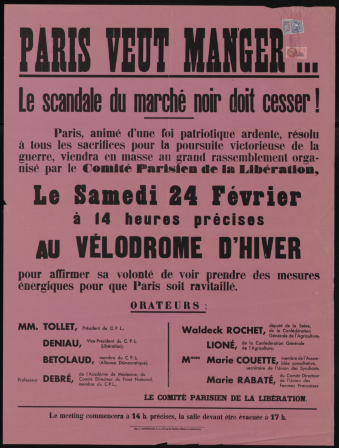 PARIS VEUT MANGER ...
Le scandale du marché noir doit cesser !
Paris, animé d'une foi patriotique ardente, résolu
à tous les sacrifices pour la poursuite victorieuse de la
guerre, viendra en masse au grand rassemblement orga-
nisé par le Comité Parisien de la Libération,
Le Samedi 24 Février
à 14 heures précises
AU VÉLODROME D'HIVER
pour affirmer sa volonté de voir prendre des mesures
énergiques pour que Paris soit ravitaillé.
ORATEURS :
MM. TOLLET, Président du C.P.L.
DENIAU, Vice-Président du C.P.L.
(Libération).
BETOLAUD, membre du C.P.L.
(Alliance Démocratique).
Professeur DEBRÉ, de l'Académie de Médecine, du
Comité Directeur du Front National,
membre du C.P.L.
Waldeck ROCHET, député de la Seine,
de la Confédération
Générale de l'Agriculture.
LIONÉ, de la Confédération Générale
de l'Agriculture.
Mmes Marie COUETTE, membre de l'Assem-
blée consultative,
secrétaire de l'Union des Syndicats.
Marie RABATÉ, du Comité Directeur
de l'Union des
Femmes Françaises
LE COMITÉ PARISIEN DE LA LIBÉRATION.
Le meeting commencera à 14 h. précises, la salle devant être évacuée à 17 h.